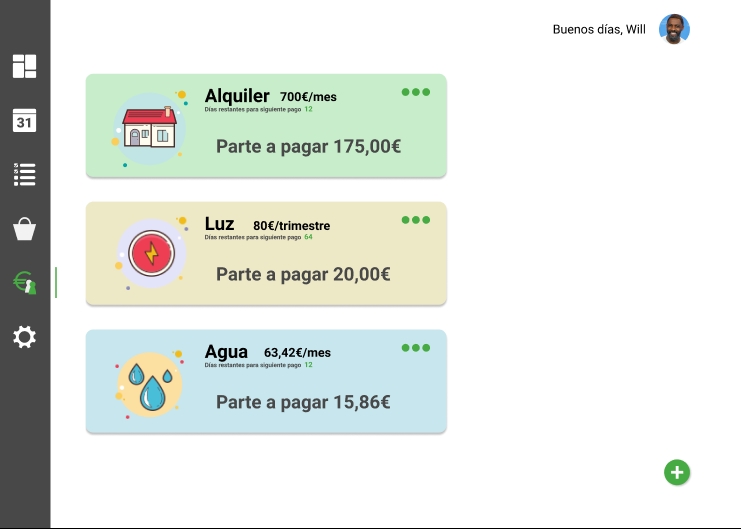 Buenos días, Will
31
Alquiler 700€/mes
Días restantes para siguiente pago 12
Parte a pagar 175,00€
Luz 80€/trimestre
Días restantes para siguiente pago 64
Parte a pagar 20,00€
Agua 63,42€/mes
Días restantes para siguiente pago 12
Parte a pagar 15,86€